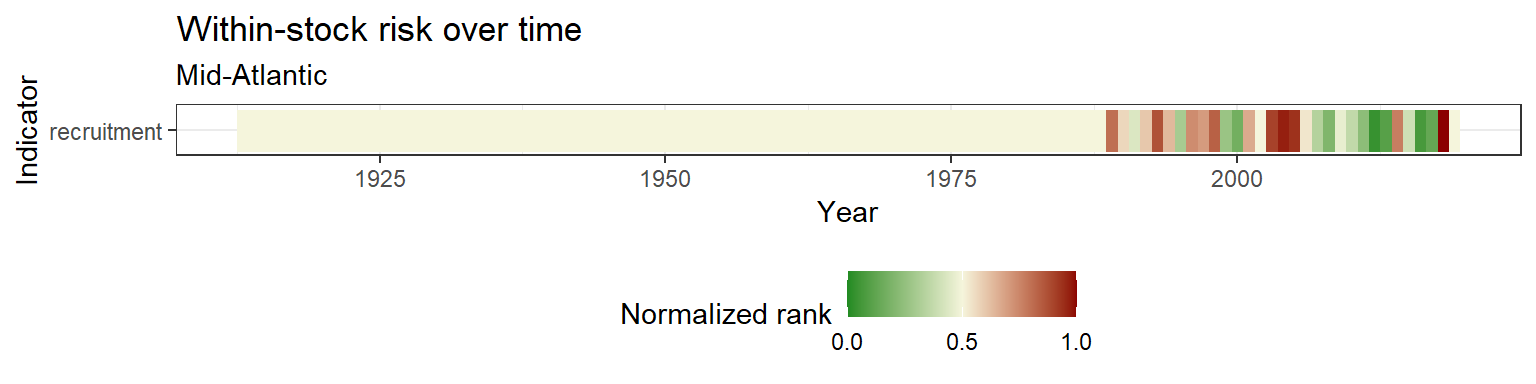 Within-stock risk over time
Mid-Atlantic
Indicator
recruitment
1925 1950 1975 2000
Year
Normalized rank
0.0 0.5 1.0